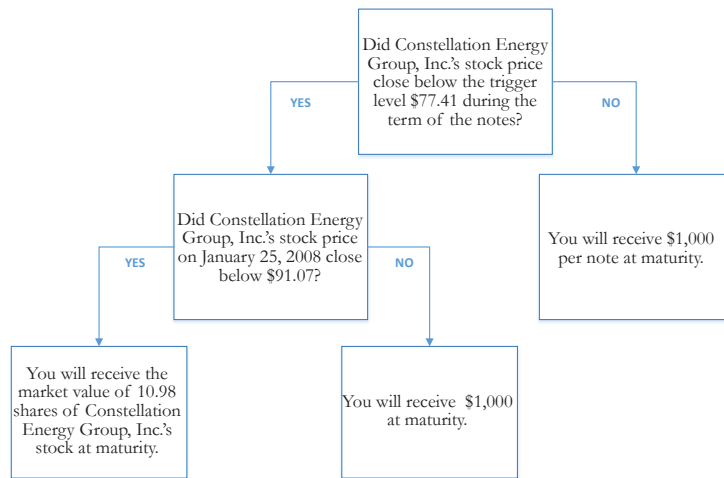 Did Constellation Energy
Group, Inc.'s stock price
close below the trigger
level $77.41 during the
term of the notes?
YES
NO
Did Constellation Energy
Group, Inc.'s stock price
on January 25, 2008 close
below $91.07?
You will receive $1,000
per note at maturity.
YES
NO
You will receive the
market value of 10.98
shares of Constellation
Energy Group, Inc.'s
stock at maturity.
You will receive $1,000
at maturity.